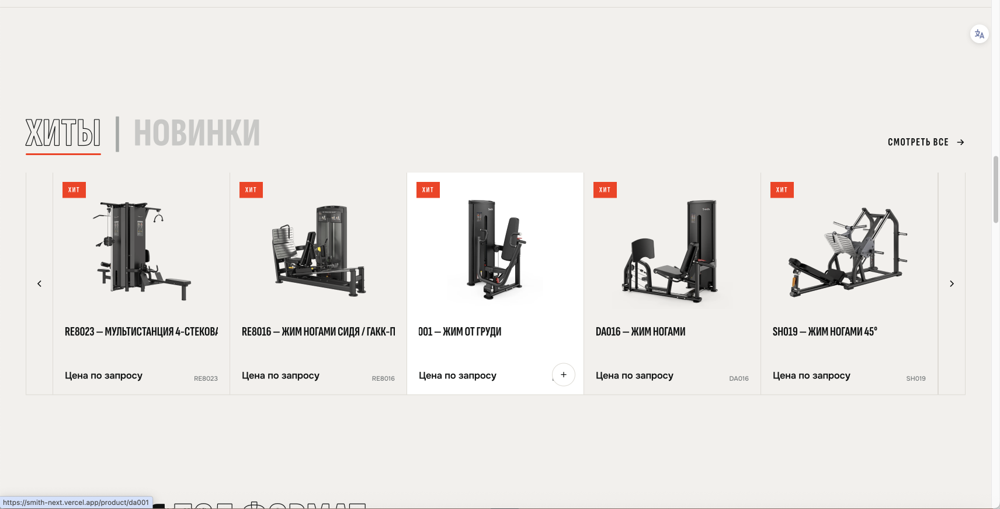 ХИТЫ
НОВИНКИ
СМОТРЕТЬ ВСЕ →
ХИТ
ХИТ
ХИТ
ХИТ
ХИТ
RE8023 – МУЛЬТИСТАНЦИЯ 4-СТЕКОВА
RE8016 – ЖИМ НОГАМИ СИДЯ / ГАКК-П
001 – ЖИМ ОТ ГРУДИ
DA016 – ЖИМ НОГАМИ
SH019 – ЖИМ НОГАМИ 45°
Цена по запросу
RE8023
Цена по запросу
RE8016
Цена по запросу
+
Цена по запросу
DA016
Цена по запросу
SH019
https://smith-next.vercel.app/product/da001